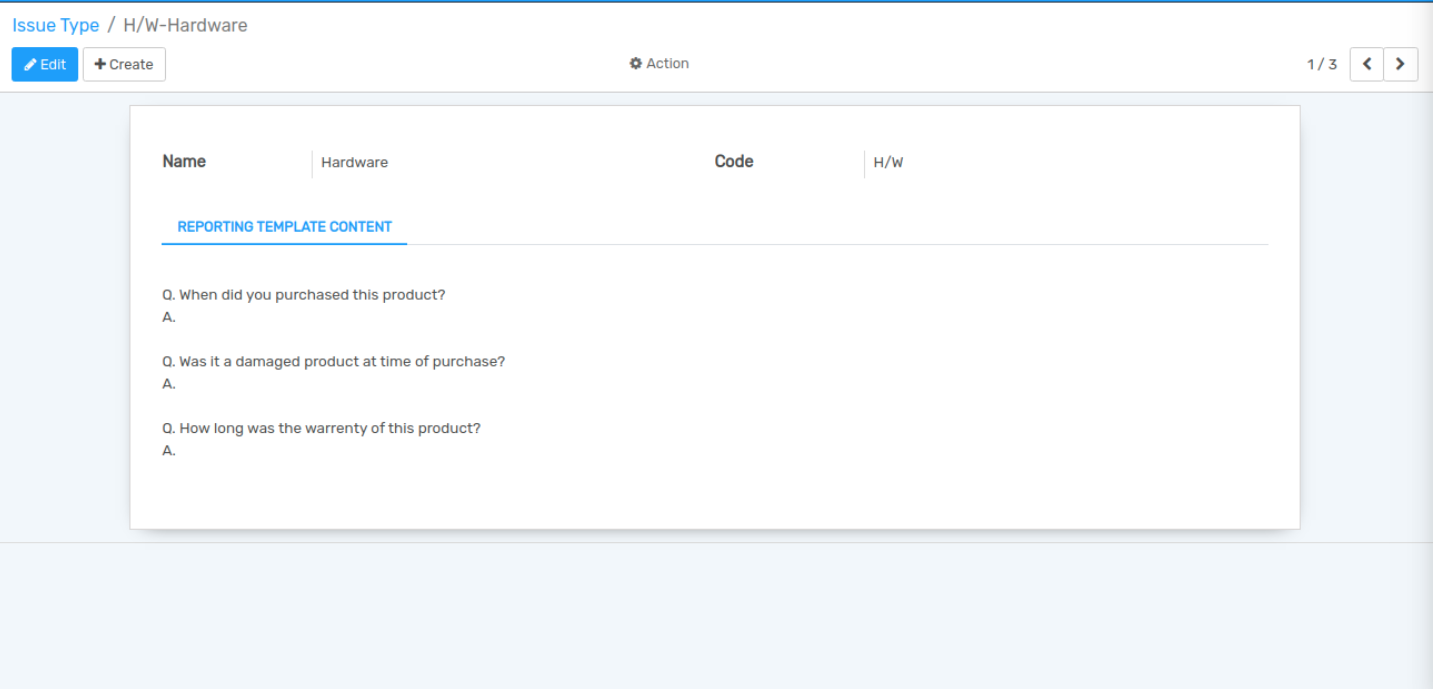 Issue Type / H/W-Hardware
Edit Create Action 1 / 3
Name Hardware Code H/W
REPORTING TEMPLATE CONTENT
Q. When did you purchased this product?
A.
Q. Was it a damaged product at time of purchase?
A.
Q. How long was the warrenty of this product?
A.